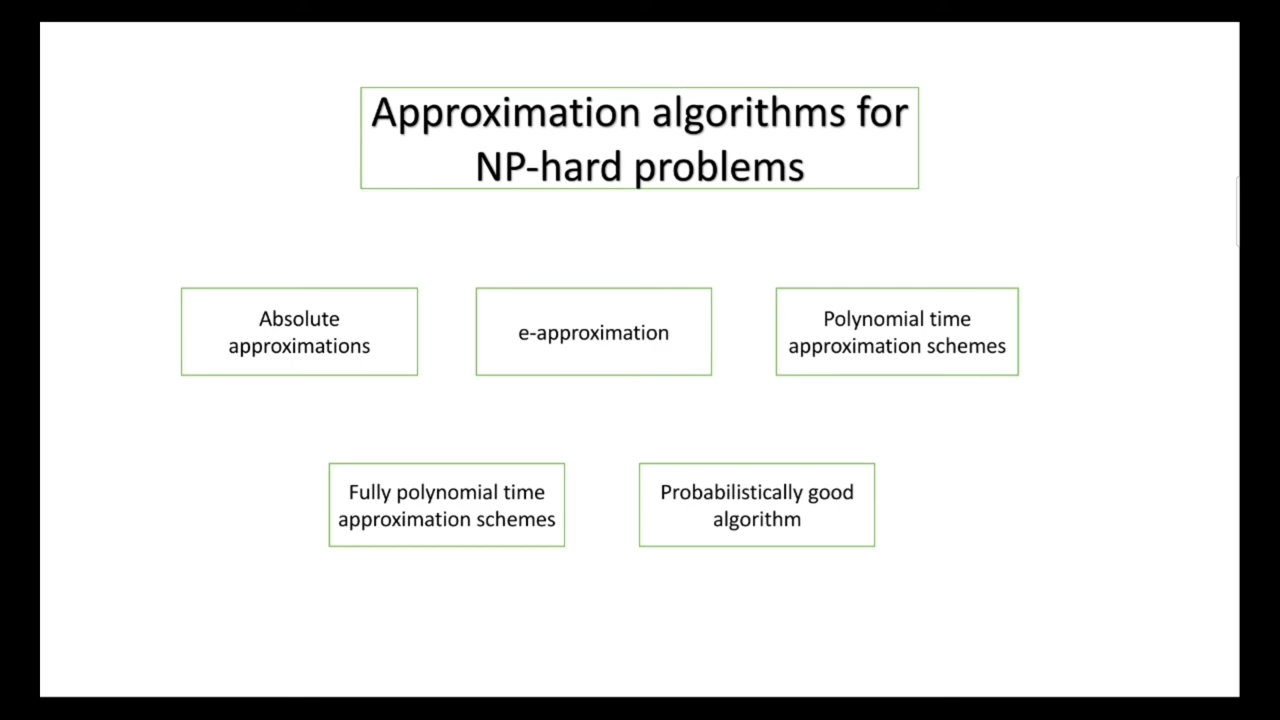 Approximation algorithms for
NP-hard problems
Absolute
approximations
e-approximation
Polynomial time
approximation schemes
Fully polynomial time
approximation schemes
Probabilistically good
algorithm